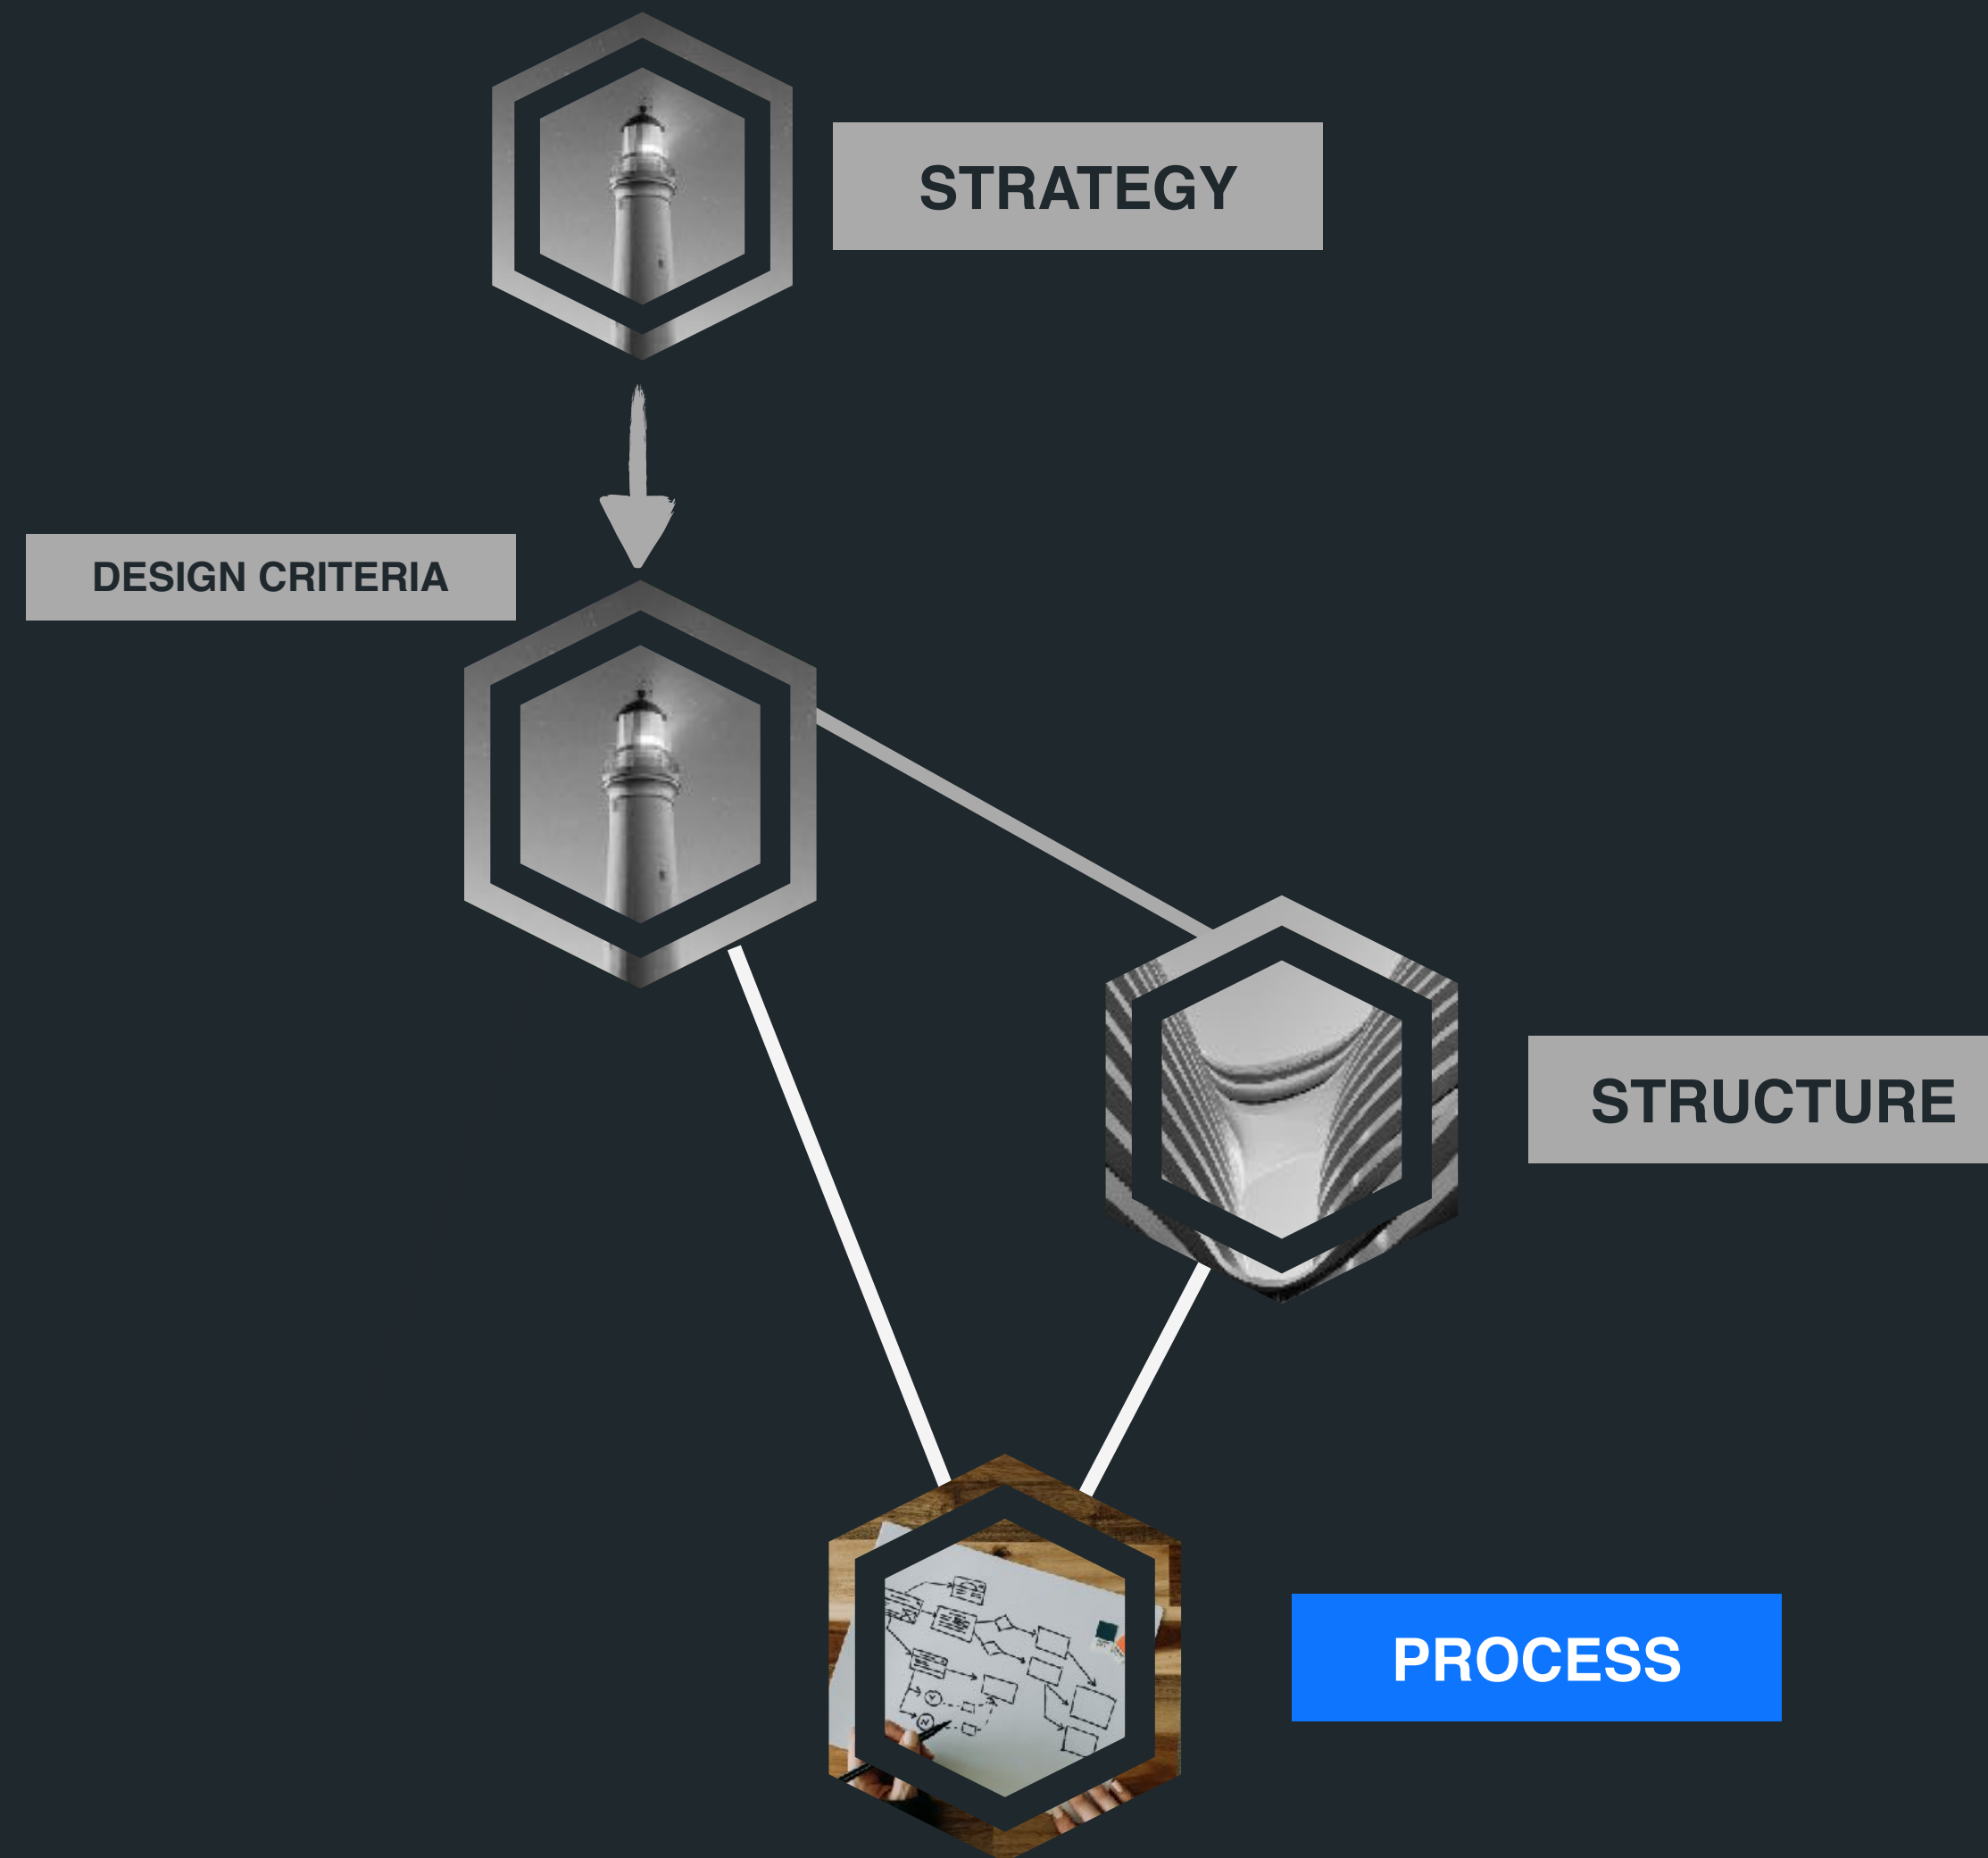 STRATEGY
DESIGN CRITERIA
STRUCTURE
PROCESS
Y
N